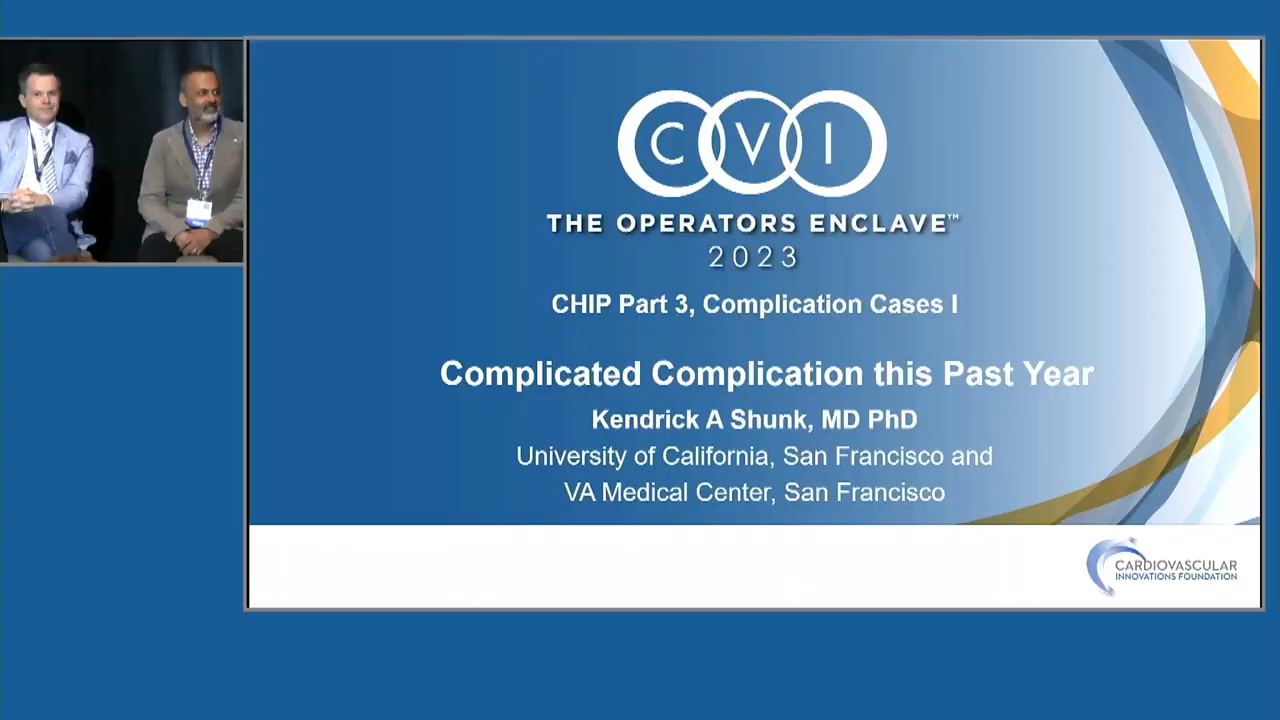 C V I
THE OPERATORS ENCLAVE™
2023
CHIP Part 3, Complication Cases I
Complicated Complication this Past Year
Kendrick A Shunk, MD PhD
University of California, San Francisco and
VA Medical Center, San Francisco
CARDIOVASCULAR
INNOVATIONS FOUNDATION